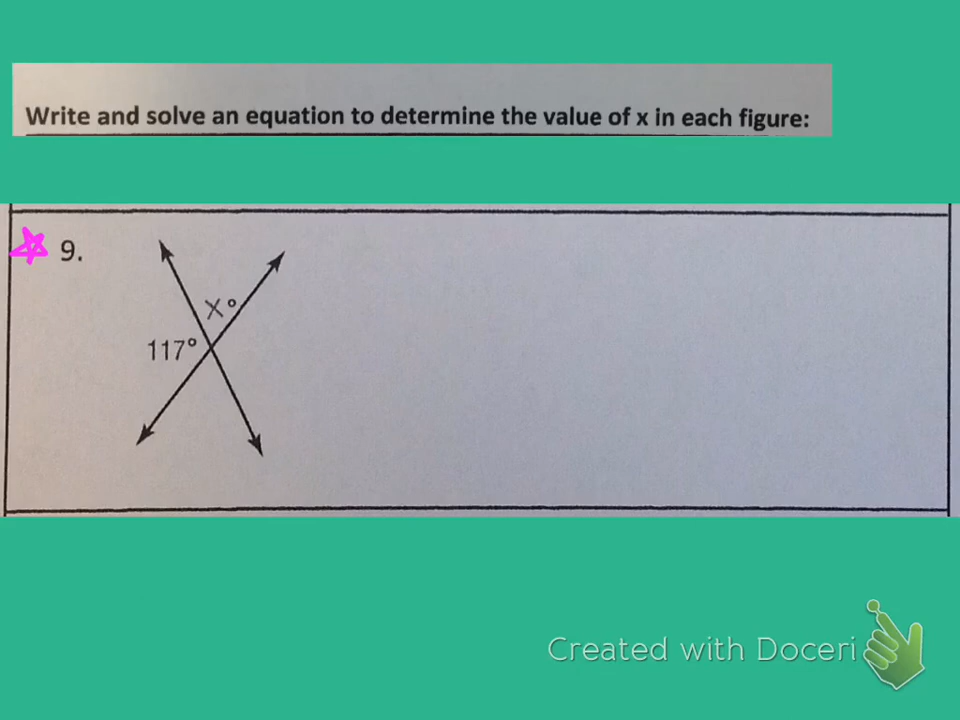 Write and solve an equation to determine the value of x in each figure:
9.
x°
117°
Created with Doceri